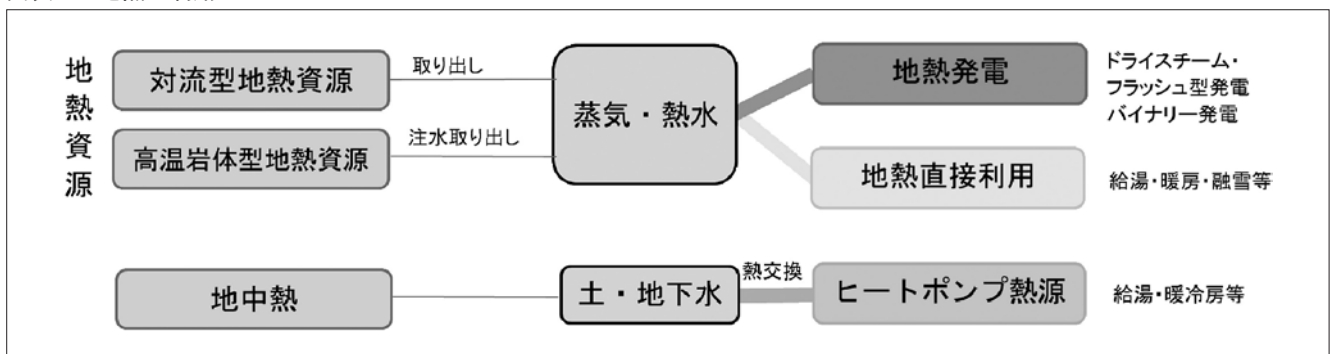 地熱資源
対流型地熱資源
取り出し
高温岩体型地熱資源
注水取り出し
蒸気・熱水
地熱発電
ドライスチーム・
フラッシュ型発電
バイナリー発電
地熱直接利用
給湯・暖房・融雪等
地中熱
土・地下水
熱交換
ヒートポンプ熱源
給湯・暖冷房等